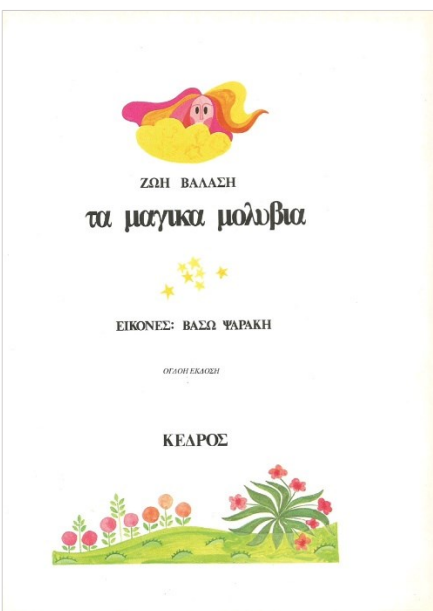 ΖΩΗ ΒΑΛΑΣΗ
τα μαγικα μολυβια
ΕΙΚΟΝΕΣ: ΒΑΣΩ ΨΑΡΑΚΗ
ΟΓΔΟΗ ΕΚΔΟΣΗ
ΚΕΔΡΟΣ